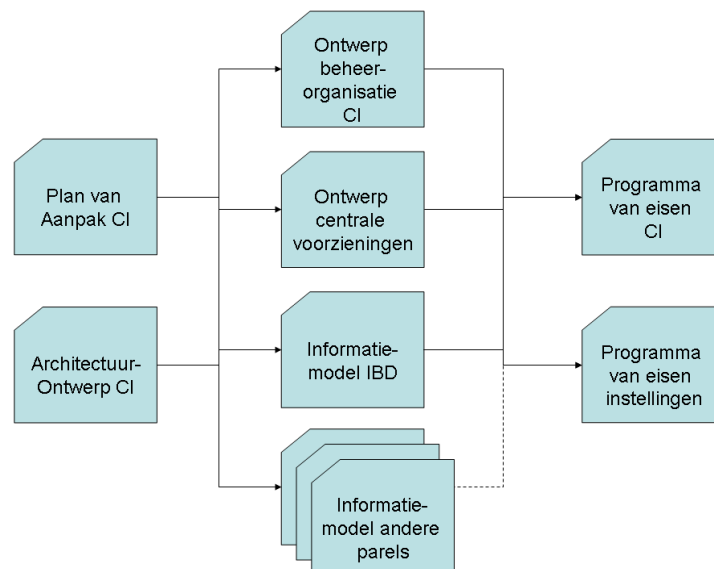 Ontwerp
beheer-
organisatie
CI
Plan van
Aanpak CI
Ontwerp
centrale
voorzieningen
Programma
van eisen
CI
Architectuur-
Ontwerp CI
Informatie-
model IBD
Programma
van eisen
instellingen
Informatie-
model andere
parels